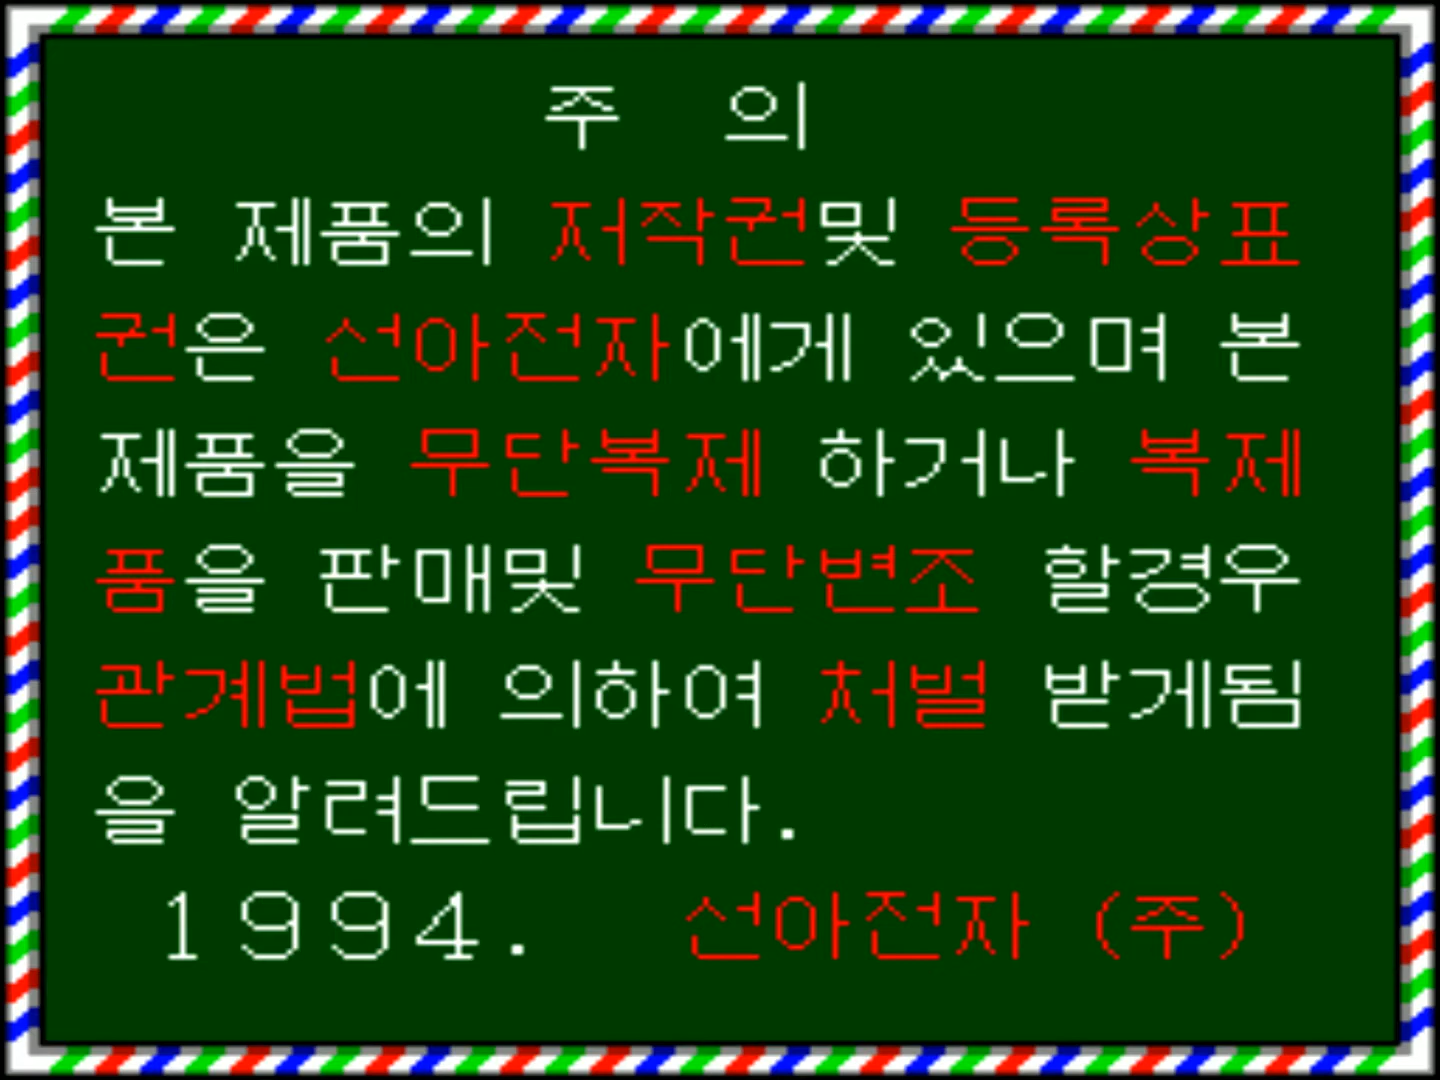 주 의
본 제품의 저작권및 등록상표
권은 선아전자에게 있으며 본
제품을 무단복제 하거나 복제
품을 판매및 무단변조 할경우
관계법에 의하여 처벌 받게됨
을 알려드립니다.
1994. 선아전자 (주)